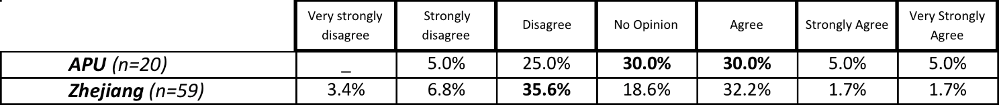 Very strongly disagree Strongly disagree Disagree No Opinion Agree Strongly Agree Very Strongly Agree
APU (n=20) _ 5.0% 25.0% 30.0% 30.0% 5.0% 5.0%
Zhejiang (n=59) 3.4% 6.8% 35.6% 18.6% 32.2% 1.7% 1.7%